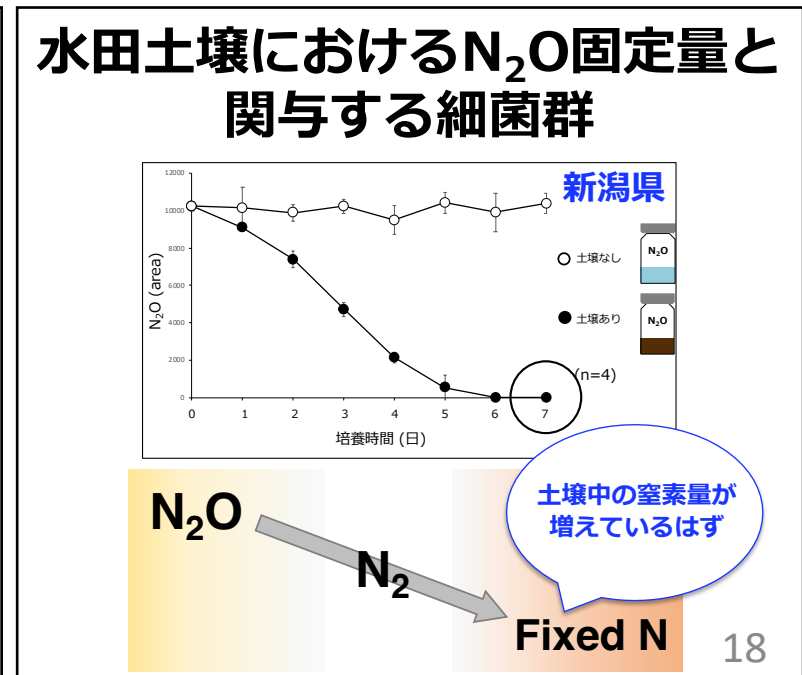 水田土壌におけるN₂O固定量と
関与する細菌群
新潟県
12000
10000
8000
6000
4000
2000
0
N₂O (area)
0 1 2 3 4 5 6 7
培養時間 (日)
土壌なし
N₂O
土壌あり
N₂O
(n=4)
土壌中の窒素量が
増えているはず
N₂O
N₂
Fixed N
18